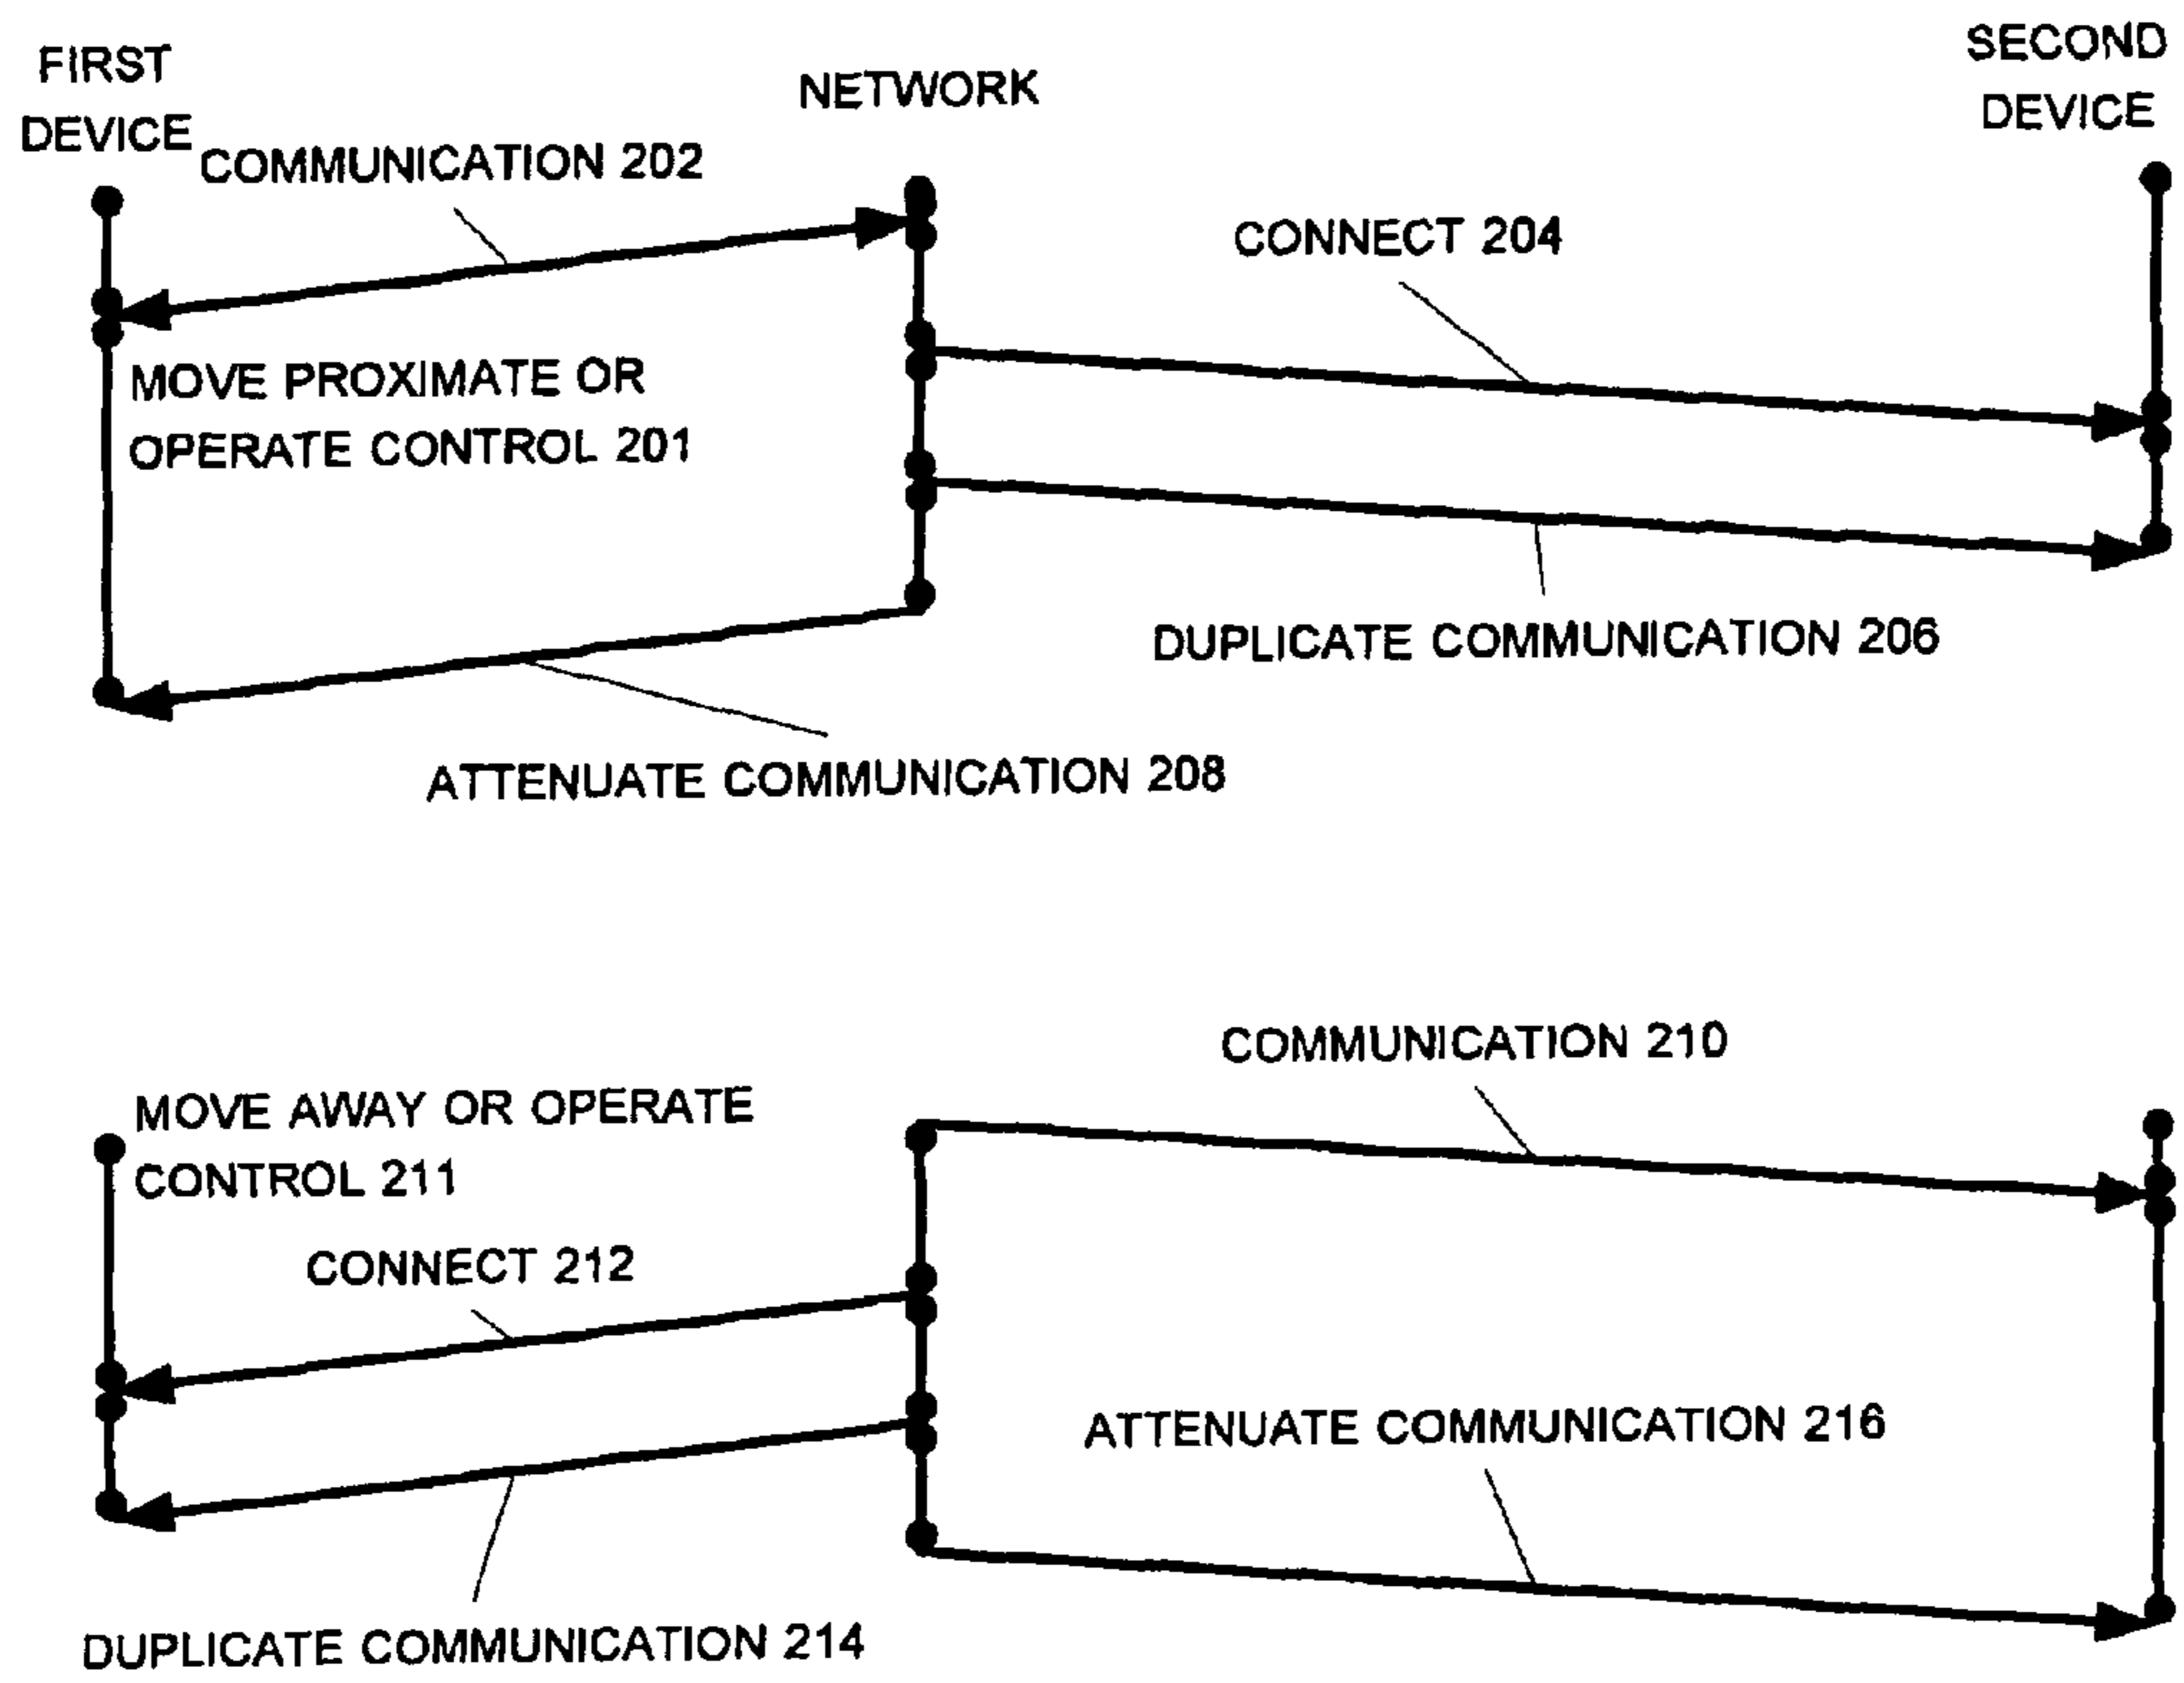 FIRST
DEVICE
NETWORK
SECOND
DEVICE
COMMUNICATION 202
CONNECT 204
MOVE PROXIMATE OR
OPERATE CONTROL 201
DUPLICATE COMMUNICATION 206
ATTENUATE COMMUNICATION 208
COMMUNICATION 210
MOVE AWAY OR OPERATE
CONTROL 211
CONNECT 212
ATTENUATE COMMUNICATION 216
DUPLICATE COMMUNICATION 214